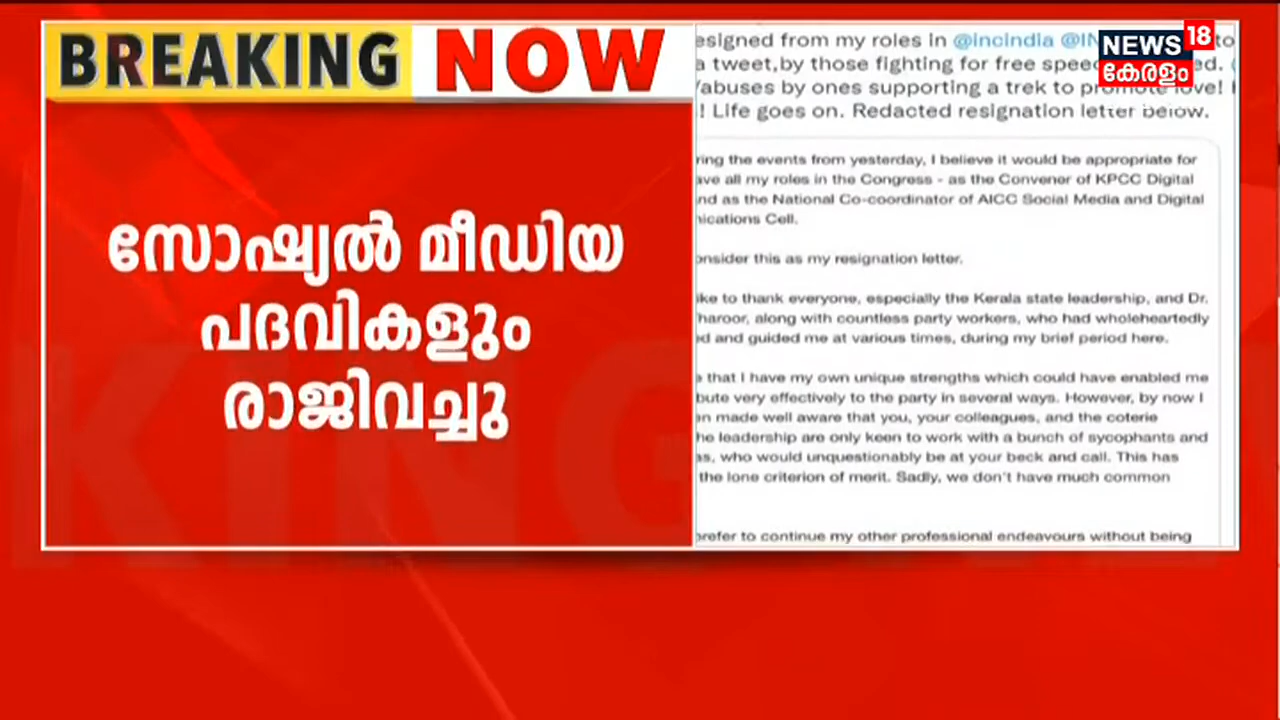 BREAKING NOW
സോഷ്യൽ മീഡിയ
പദവികളും
രാജിവച്ചു
NEWS 18
കേരളം
esigned from my roles in @incindia @IN to
a tweet,by those fighting for free spee ed.
/abuses by ones supporting a trek to promote love!
! Life goes on. Redacted resignation letter below.
ring the events from yesterday, I believe it would be appropriate for
ave all my roles in the Congress - as the Convenor of KPCC Digital
nd as the National Co-coordinator of AICC Social Media and Digital
ications Cell.
onsider this as my resignation letter.
ike to thank everyone, especially the Kerala state leadership, and Dr.
haroor, along with countless party workers, who had wholeheartedly
ed and guided me at various times, during my brief period here.
e that I have my own unique strengths which could have enabled me
bute very effectively to the party in several ways. However, by now I
en made well aware that you, your colleagues, and the coterie
he leadership are only keen to work with a bunch of sycophants and
as, who would unquestionably be at your beck and call. This has
the lone criterion of merit. Sadly, we don't have much common
prefer to continue my other professional endeavours without being
KING